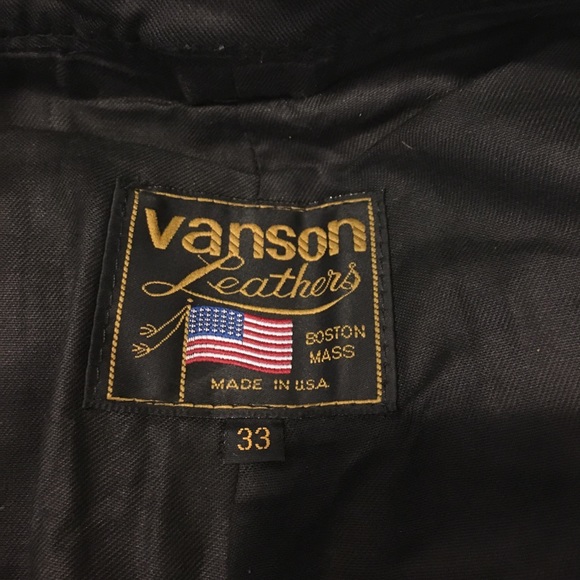 vanson
Leathers
BOSTON
MASS
MADE IN U.S.A.
33